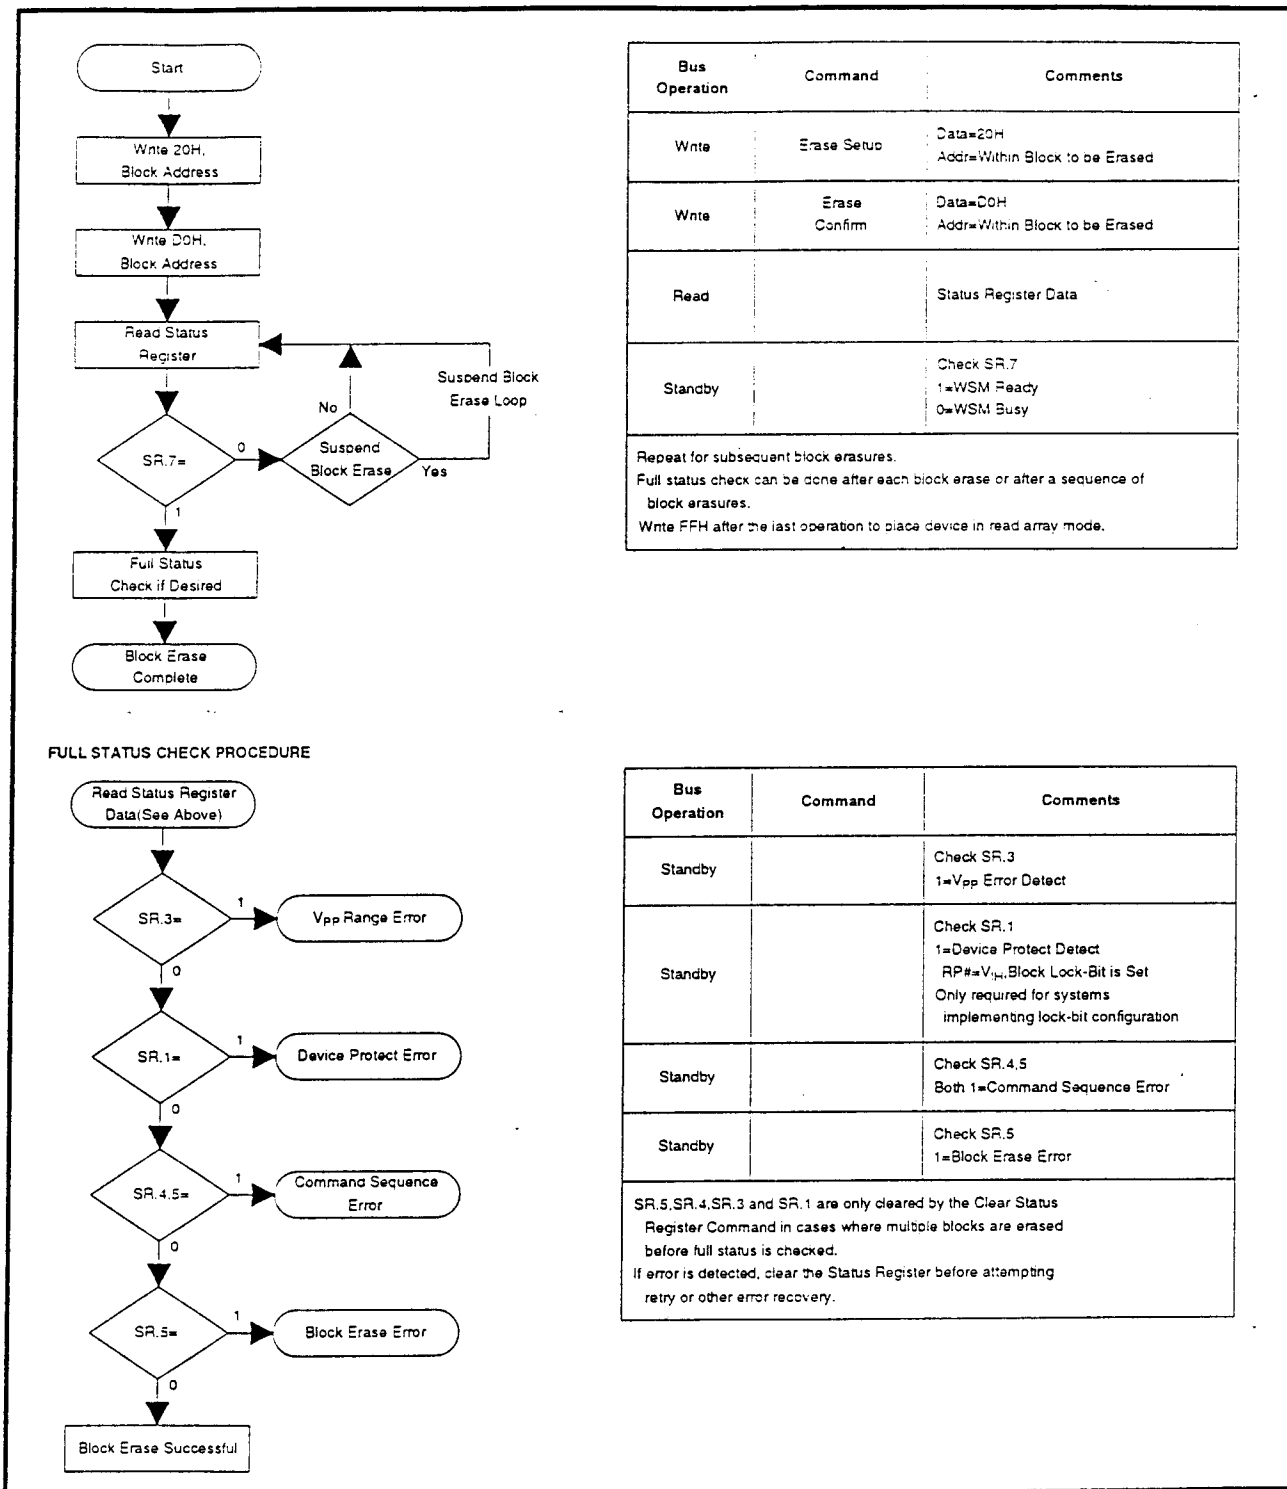 Start
Write 20H,
Block Address
Write D0H,
Block Address
Read Status
Register
Suspend Block
Erase Loop
No
SR.7=
0
Suspend
Block Erase
Yes
1
Full Status
Check if Desired
Block Erase
Complete
Bus
Operation
Command
Comments
Write
Erase Setup
Data=20H
Addr=Within Block to be Erased
Write
Erase
Confirm
Data=D0H
Addr=Within Block to be Erased
Read
Status Register Data
Standby
Check SR.7
1=WSM Ready
0=WSM Busy
Repeat for subsequent block erasures.
Full status check can be done after each block erase or after a sequence of
block erasures.
Write FFH after the last operation to place device in read array mode.
FULL STATUS CHECK PROCEDURE
Read Status Register
Data(See Above)
SR.3=
1
VPP Range Error
0
SR.1=
1
Device Protect Error
0
SR.4,5=
1
Command Sequence
Error
0
SR.5=
1
Block Erase Error
0
Block Erase Successful
Bus
Operation
Command
Comments
Standby
Check SR.3
1=VPP Error Detect
Standby
Check SR.1
1=Device Protect Detect
RP#=VIH,Block Lock-Bit is Set
Only required for systems
implementing lock-bit configuration
Standby
Check SR.4,5
Both 1=Command Sequence Error
Standby
Check SR.5
1=Block Erase Error
SR.5,SR.4,SR.3 and SR.1 are only cleared by the Clear Status
Register Command in cases where multiple blocks are erased
before full status is checked.
If error is detected, clear the Status Register before attempting
retry or other error recovery.